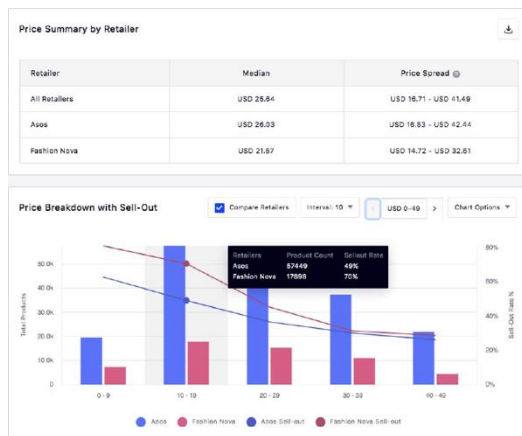 Price Summary by Retailer
Retailer Median Price Spread
All Retailers USD 25.64 USD 16.71 - USD 41.49
Asos USD 26.03 USD 16.83 - USD 42.44
Fashion Nova USD 21.87 USD 14.72 - USD 32.61
Price Breakdown with Sell-Out Compare Retailers Interval: 10 USD 0-49 Chart Options
Retailers Product Count Sellout Rate
Asos 57449 49%
Fashion Nova 17698 70%
Total Products
50.0k
40.0k
30.0k
20.0k
10.0k
0
80%
60%
40%
20%
0%
Sell-Out Rate %
0 - 9 10 - 19 20 - 29 30 - 39 40 - 49
Asos Fashion Nova Asos Sell-out Fashion Nova Sell-out